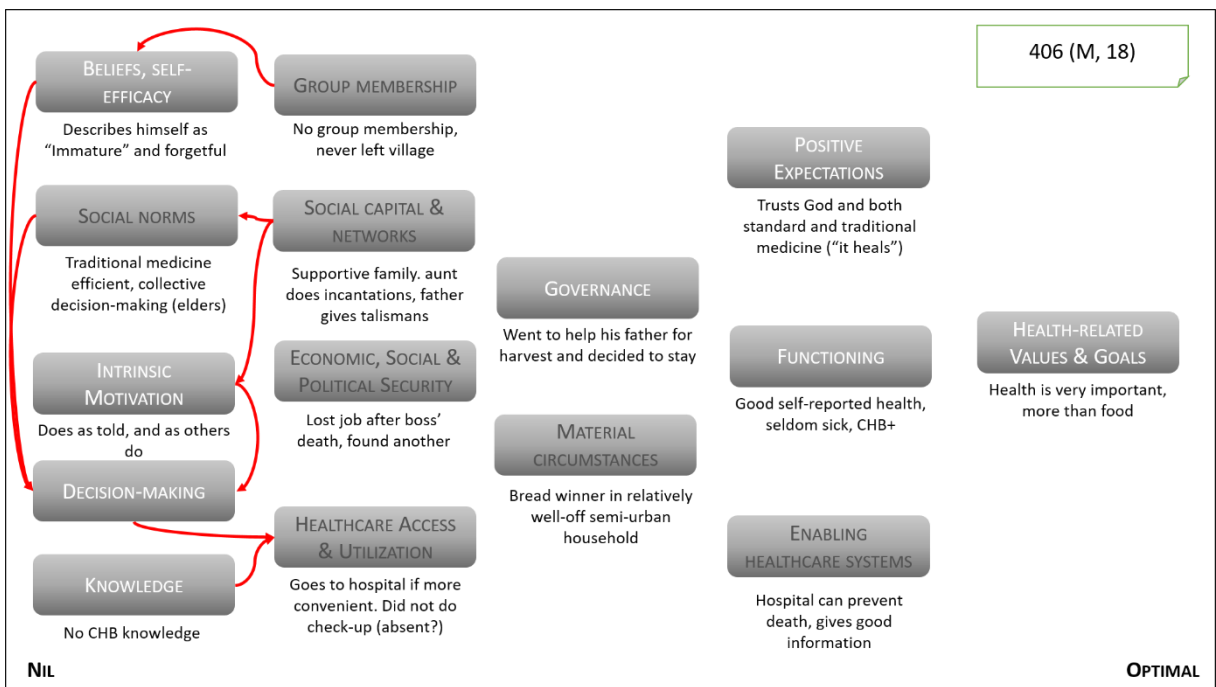 406 (M, 18)
BELIEFS, SELF-
EFFICACY
Describes himself as
“Immature” and forgetful
GROUP MEMBERSHIP
No group membership,
never left village
SOCIAL NORMS
Traditional medicine
efficient, collective
decision-making (elders)
SOCIAL CAPITAL &
NETWORKS
Supportive family. aunt
does incantations, father
gives talismans
INTRINSIC
MOTIVATION
Does as told, and as others
do
ECONOMIC, SOCIAL &
POLITICAL SECURITY
Lost job after boss’
death, found another
DECISION-MAKING
HEALTHCARE ACCESS
& UTILIZATION
Goes to hospital if more
convenient. Did not do
check-up (absent?)
KNOWLEDGE
No CHB knowledge
GOVERNANCE
Went to help his father for
harvest and decided to stay
MATERIAL
CIRCUMSTANCES
Bread winner in relatively
well-off semi-urban
household
POSITIVE
EXPECTATIONS
Trusts God and both
standard and traditional
medicine (“it heals”)
FUNCTIONING
Good self-reported health,
seldom sick, CHB+
ENABLING
HEALTHCARE SYSTEMS
Hospital can prevent
death, gives good
information
HEALTH-RELATED
VALUES & GOALS
Health is very important,
more than food
NIL
OPTIMAL